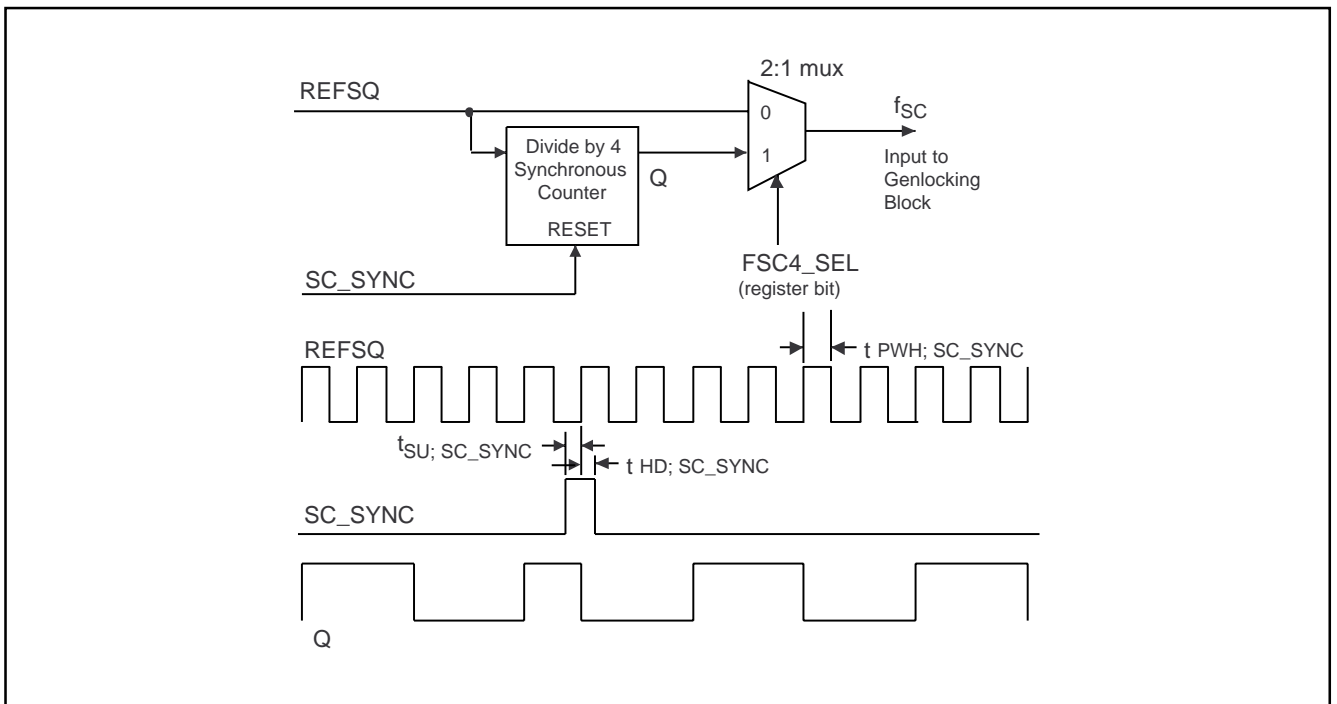 2:1 mux
REFSQ
0
fSC
Divide by 4
Synchronous
Counter
Q
1
Input to
Genlocking
Block
RESET
SC_SYNC
FSC4_SEL
(register bit)
REFSQ
t PWH; SC_SYNC
tSU; SC_SYNC
t HD; SC_SYNC
SC_SYNC
Q